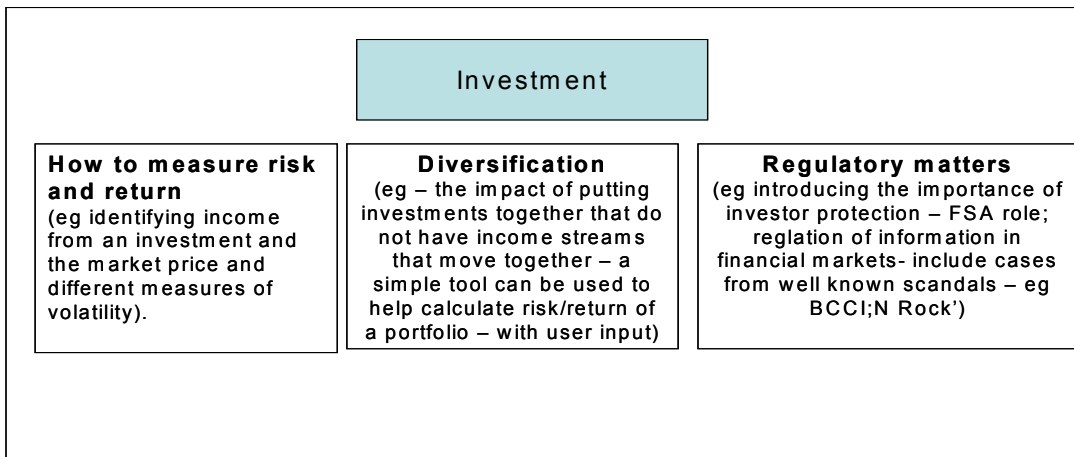 Investment
How to measure risk
and return
(eg identifying income
from an investment and
the market price and
different measures of
volatility).
Diversification
(eg – the impact of putting
investments together that do
not have income streams
that move together – a
simple tool can be used to
help calculate risk/return of
a portfolio – with user input)
Regulatory matters
(eg introducing the importance of
investor protection – FSA role;
reglation of information in
financial markets- include cases
from well known scandals – eg
BCCI;N Rock’)